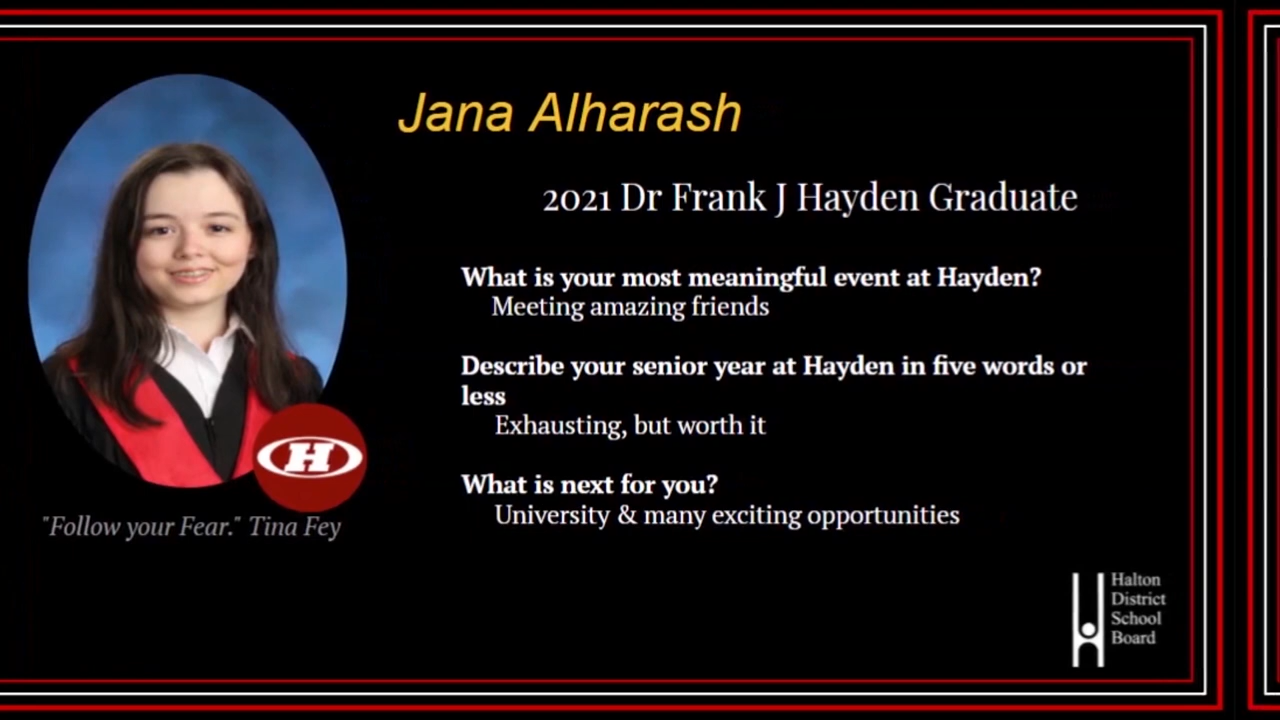 Jana Alharash
2021 Dr Frank J Hayden Graduate
What is your most meaningful event at Hayden?
Meeting amazing friends
Describe your senior year at Hayden in five words or
less
Exhausting, but worth it
What is next for you?
University & many exciting opportunities
H
"Follow your Fear." Tina Fey
Halton
District
School
Board